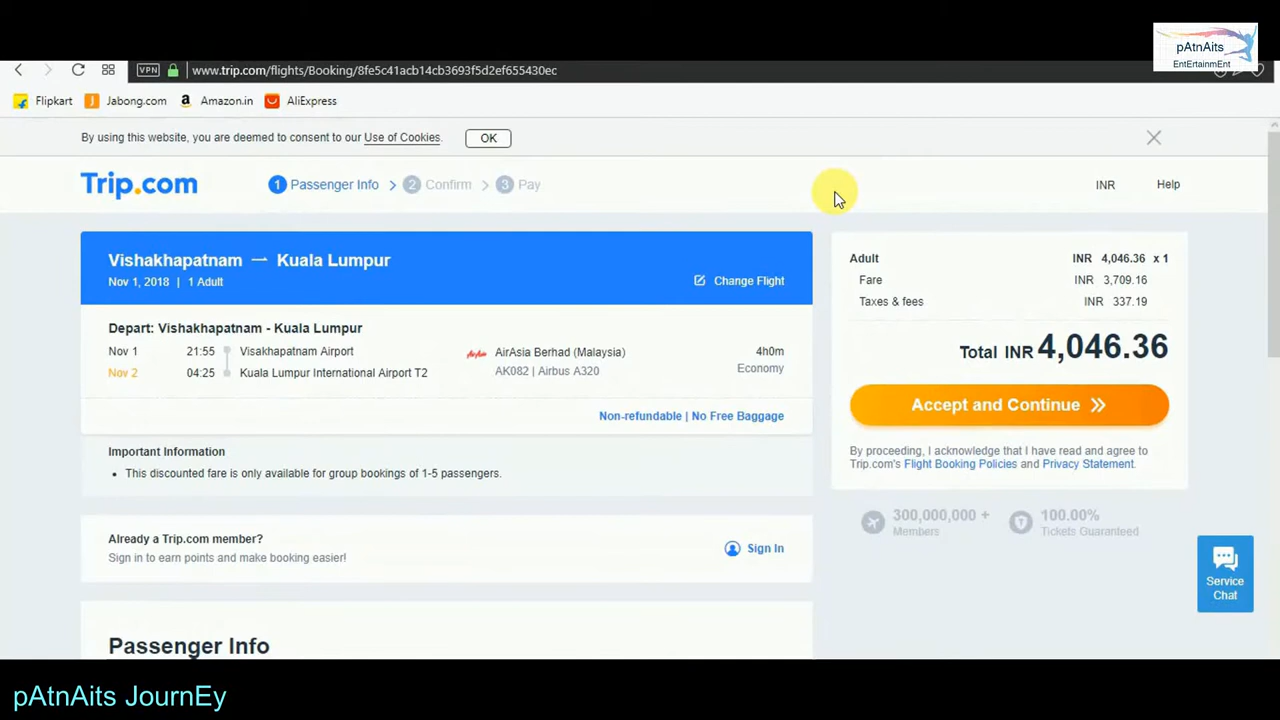 pAtnAits
EntErtainmEnt
VPN www.trip.com/flights/Booking/8fe5c41acb14cb3693f5d2ef655430ec
Flipkart Jabong.com Amazon.in AliExpress
By using this website, you are deemed to consent to our Use of Cookies. OK
Trip.com 1 Passenger Info 2 Confirm 3 Pay INR Help
Vishakhapatnam — Kuala Lumpur
Nov 1, 2018 | 1 Adult Change Flight
Depart: Vishakhapatnam - Kuala Lumpur
Nov 1 21:55 Visakhapatnam Airport AirAsia Berhad (Malaysia) 4h0m
AK082 | Airbus A320 Economy
Nov 2 04:25 Kuala Lumpur International Airport T2
Non-refundable | No Free Baggage
Important Information
• This discounted fare is only available for group bookings of 1-5 passengers.
Already a Trip.com member?
Sign in to earn points and make booking easier! Sign In
Passenger Info
Adult INR 4,046.36 x 1
Fare INR 3,709.16
Taxes & fees INR 337.19
Total INR 4,046.36
Accept and Continue
By proceeding, I acknowledge that I have read and agree to
Trip.com's Flight Booking Policies and Privacy Statement.
300,000,000 + 100.00%
Members Tickets Guaranteed
Service
Chat
pAtnAits JournEy